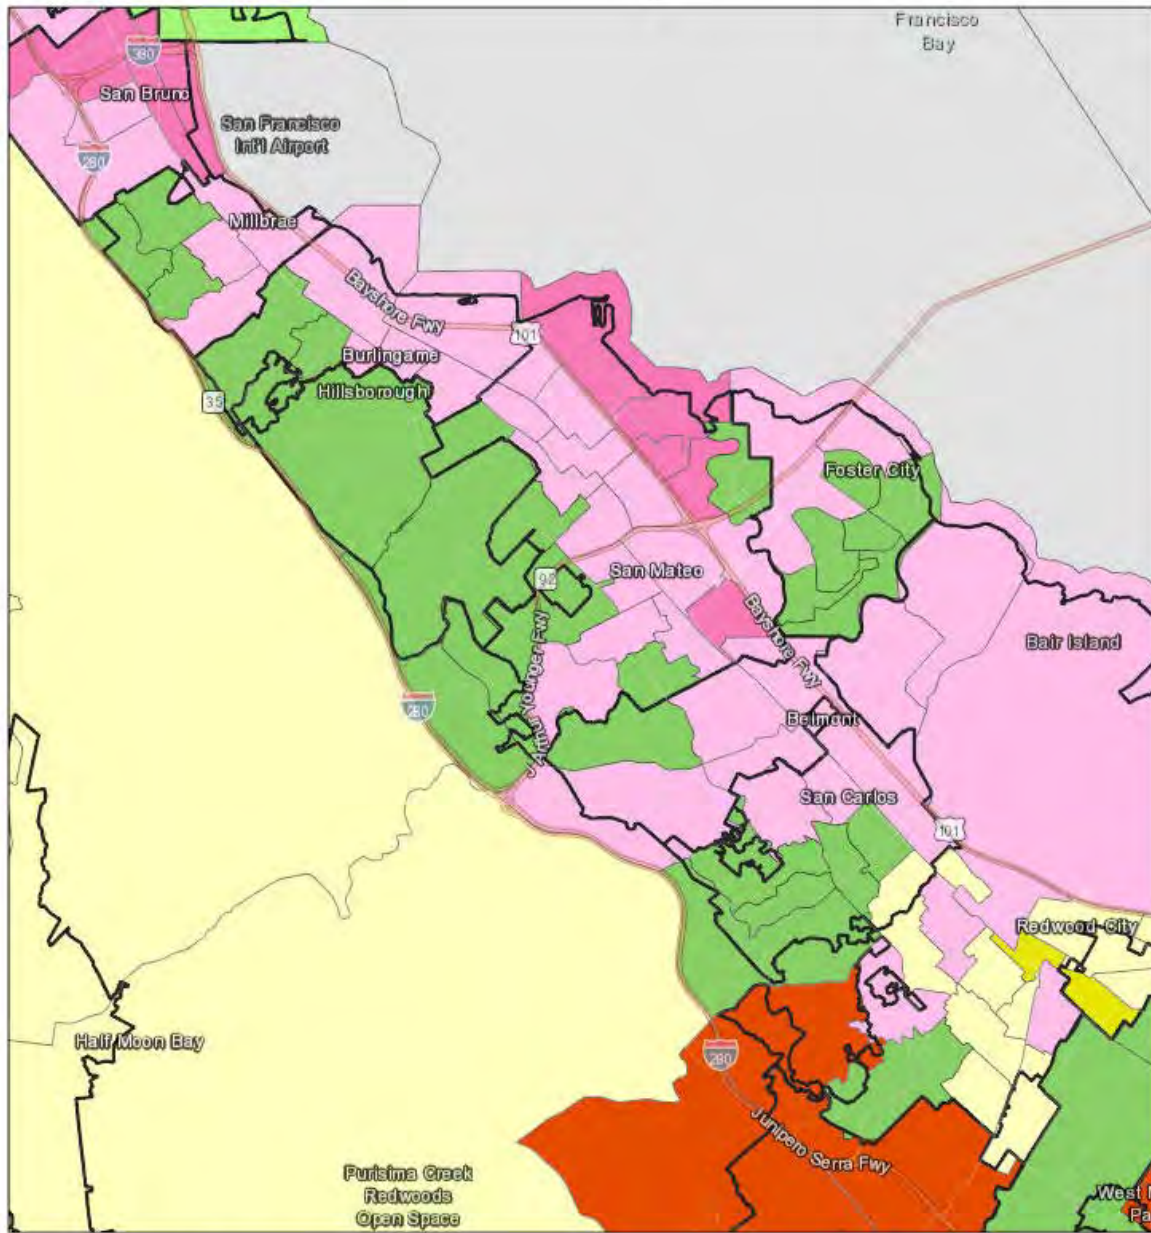 Francisco
Bay
380
San Bruno
San Francisco
Int'l Airport
280
Millbrae
Bayshore Fwy
101
Burlingame
Hillsborough
35
Foster City
92
San Mateo
Bayshore Fwy
Bair Island
J Arthur Younger Fwy
280
Belmont
San Carlos
101
Redwood City
Half Moon Bay
280
Junipero Serra Fwy
Purisima Creek
Redwoods
Open Space
West
Pa